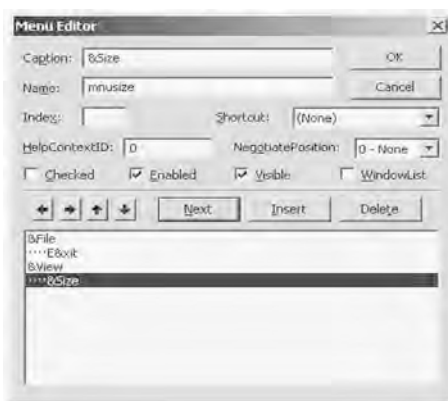 Menu Editor
Caption: &Size OK
Name: mnusize Cancel
Index: Shortcut: (None)
HelpContextID: 0 NegotiatePosition: 0 - None
Checked Enabled Visible WindowList
Next Insert Delete
&File
····E&xit
&View
····&Size